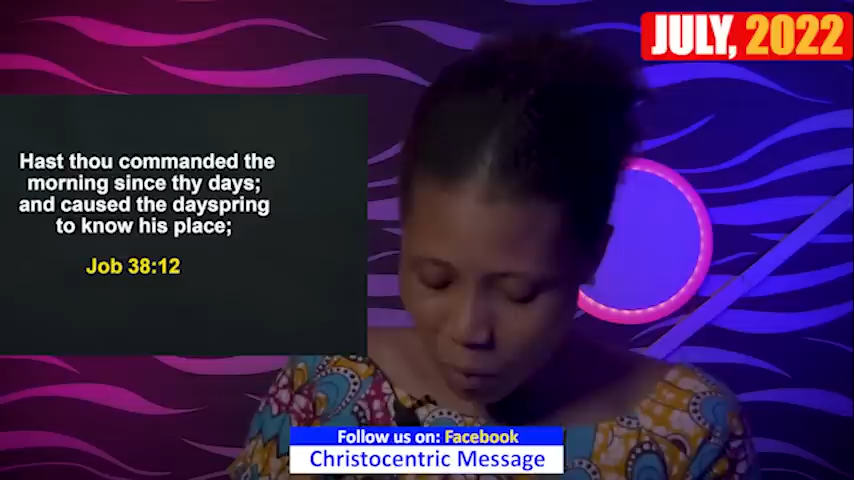 JULY, 2022
Hast thou commanded the
morning since thy days;
and caused the dayspring
to know his place;
Job 38:12
Follow us on: Facebook
Christocentric Message